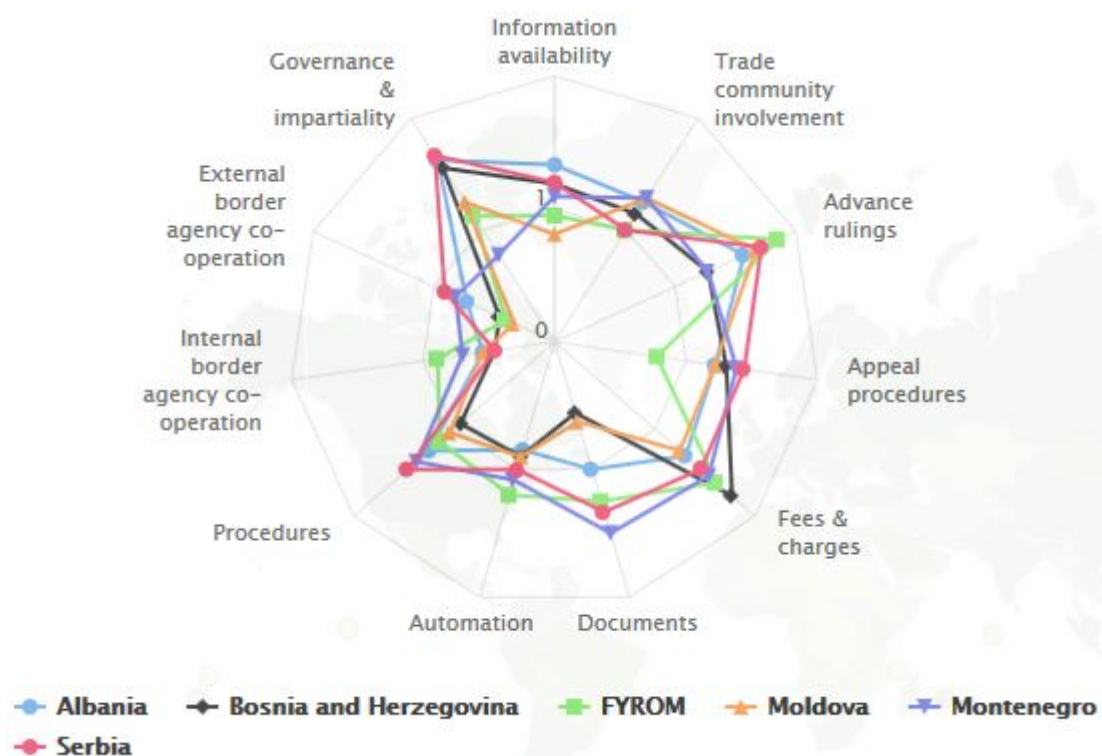 Information
availability
Trade
community
involvement
Advance
rulings
Appeal
procedures
Fees &
charges
Documents
Automation
Procedures
Internal
border
agency co-
operation
External
border
agency co-
operation
Governance
&
impartiality
1
0
Albania
Bosnia and Herzegovina
FYROM
Moldova
Montenegro
Serbia